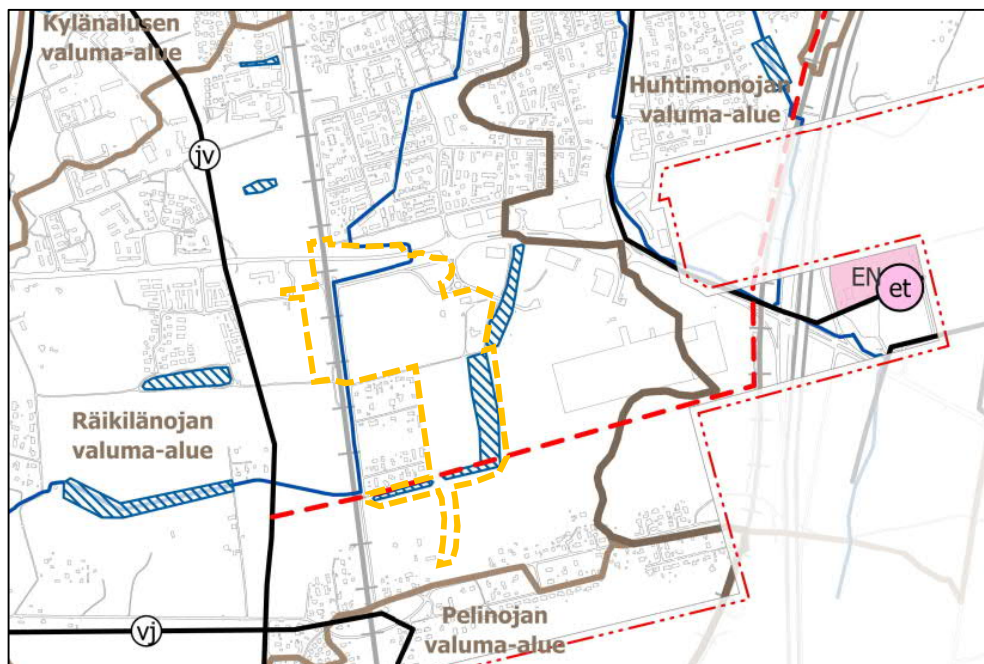 Kylänalusen
valuma-alue
Huhtimonojan
valuma-alue
jv
EN
et
Räikilänojan
valuma-alue
vj
Pelinojan
valuma-alue